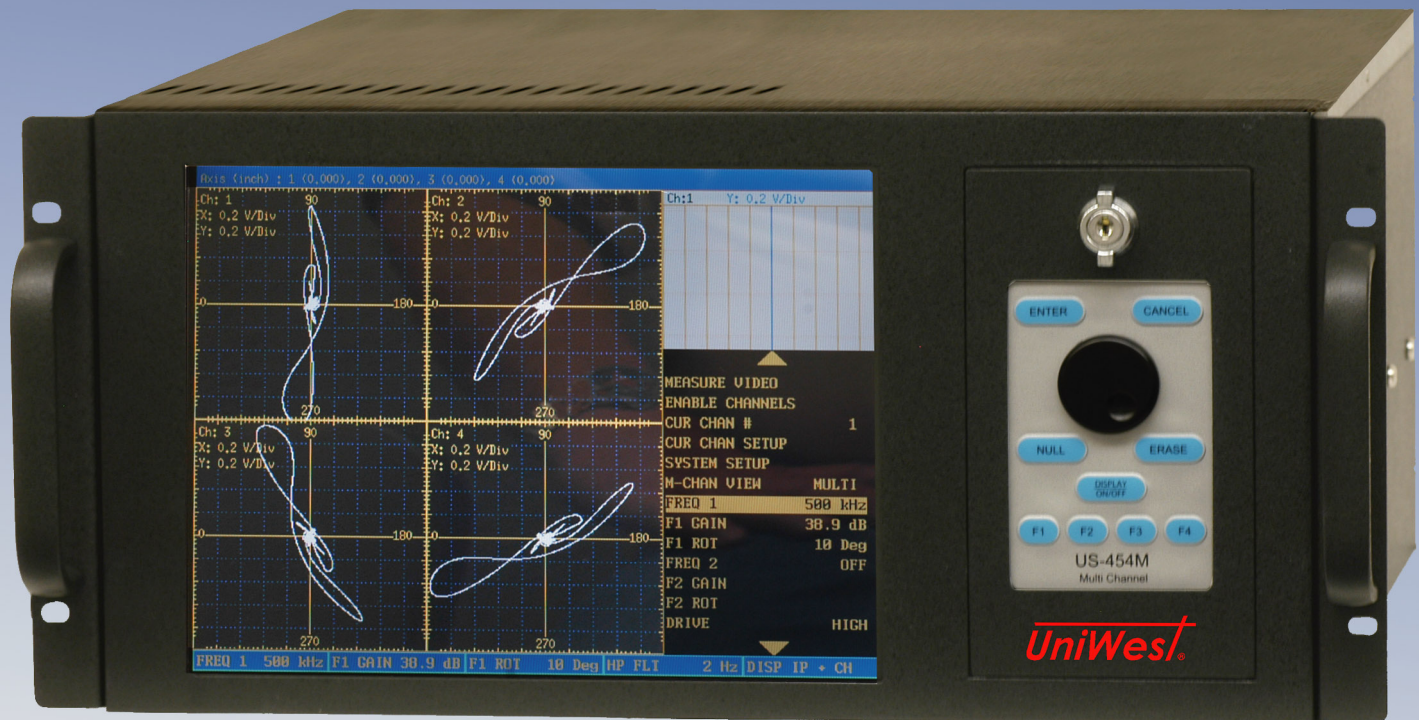 Axis (inch) : 1 (0.000), 2 (0.000), 3 (0.000), 4 (0.000)
Ch: 1
90
X: 0.2 V/Div
Y: 0.2 V/Div
0
180
270
Ch: 2
90
X: 0.2 V/Div
Y: 0.2 V/Div
0
180
270
Ch: 3
90
X: 0.2 V/Div
Y: 0.2 V/Div
0
180
270
Ch: 4
90
X: 0.2 V/Div
Y: 0.2 V/Div
0
180
270
Ch:1 Y: 0.2 V/Div
MEASURE VIDEO
ENABLE CHANNELS
CUR CHAN # 1
CUR CHAN SETUP
SYSTEM SETUP
M-CHAN VIEW MULTI
FREQ 1 500 kHz
F1 GAIN 38.9 dB
F1 ROT 10 Deg
FREQ 2 OFF
F2 GAIN
F2 ROT
DRIVE HIGH
FREQ 1 500 kHz F1 GAIN 38.9 dB F1 ROT 10 Deg HP FLT 2 Hz DISP IP + CH
ENTER CANCEL
NULL ERASE
DISPLAY
ON/OFF
F1 F2 F3 F4
US-454M
Multi Channel
UniWest®